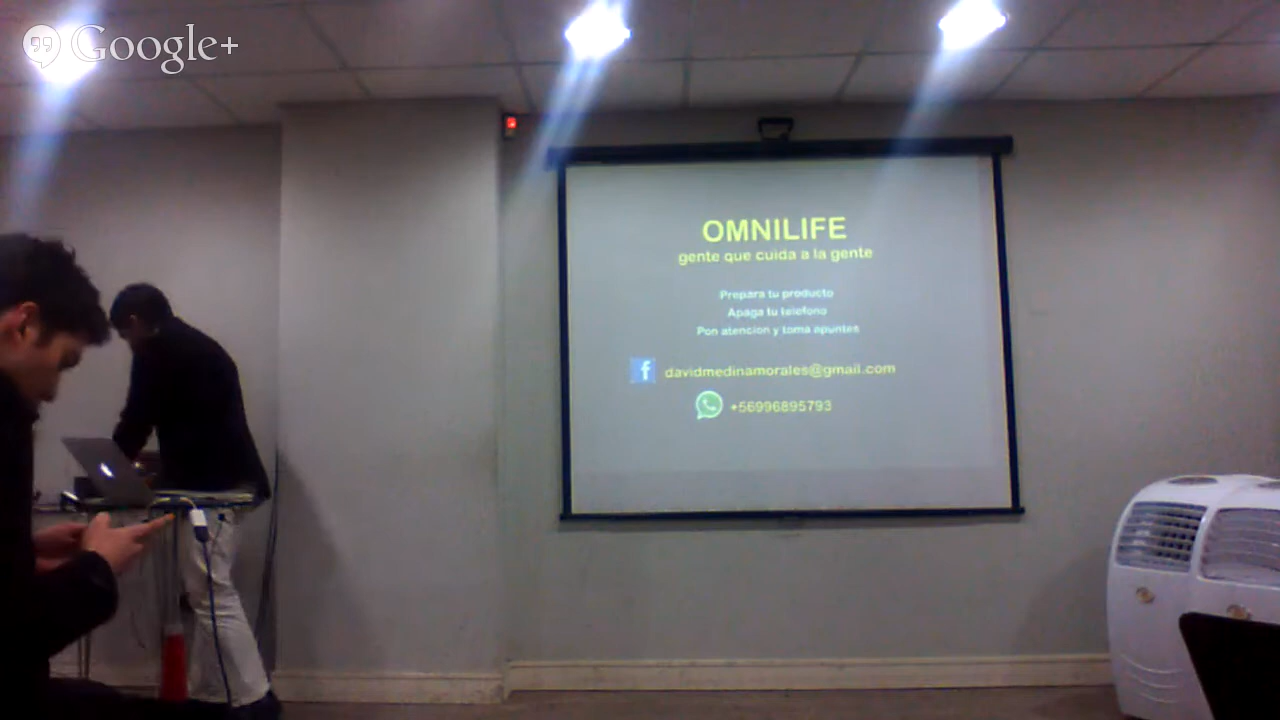 Google+
OMNILIFE
gente que cuida a la gente
Prepara tu producto
Apaga tu telefono
Pon atencion y toma apuntes
f davidmedinamorales@gmail.com
+56996895793